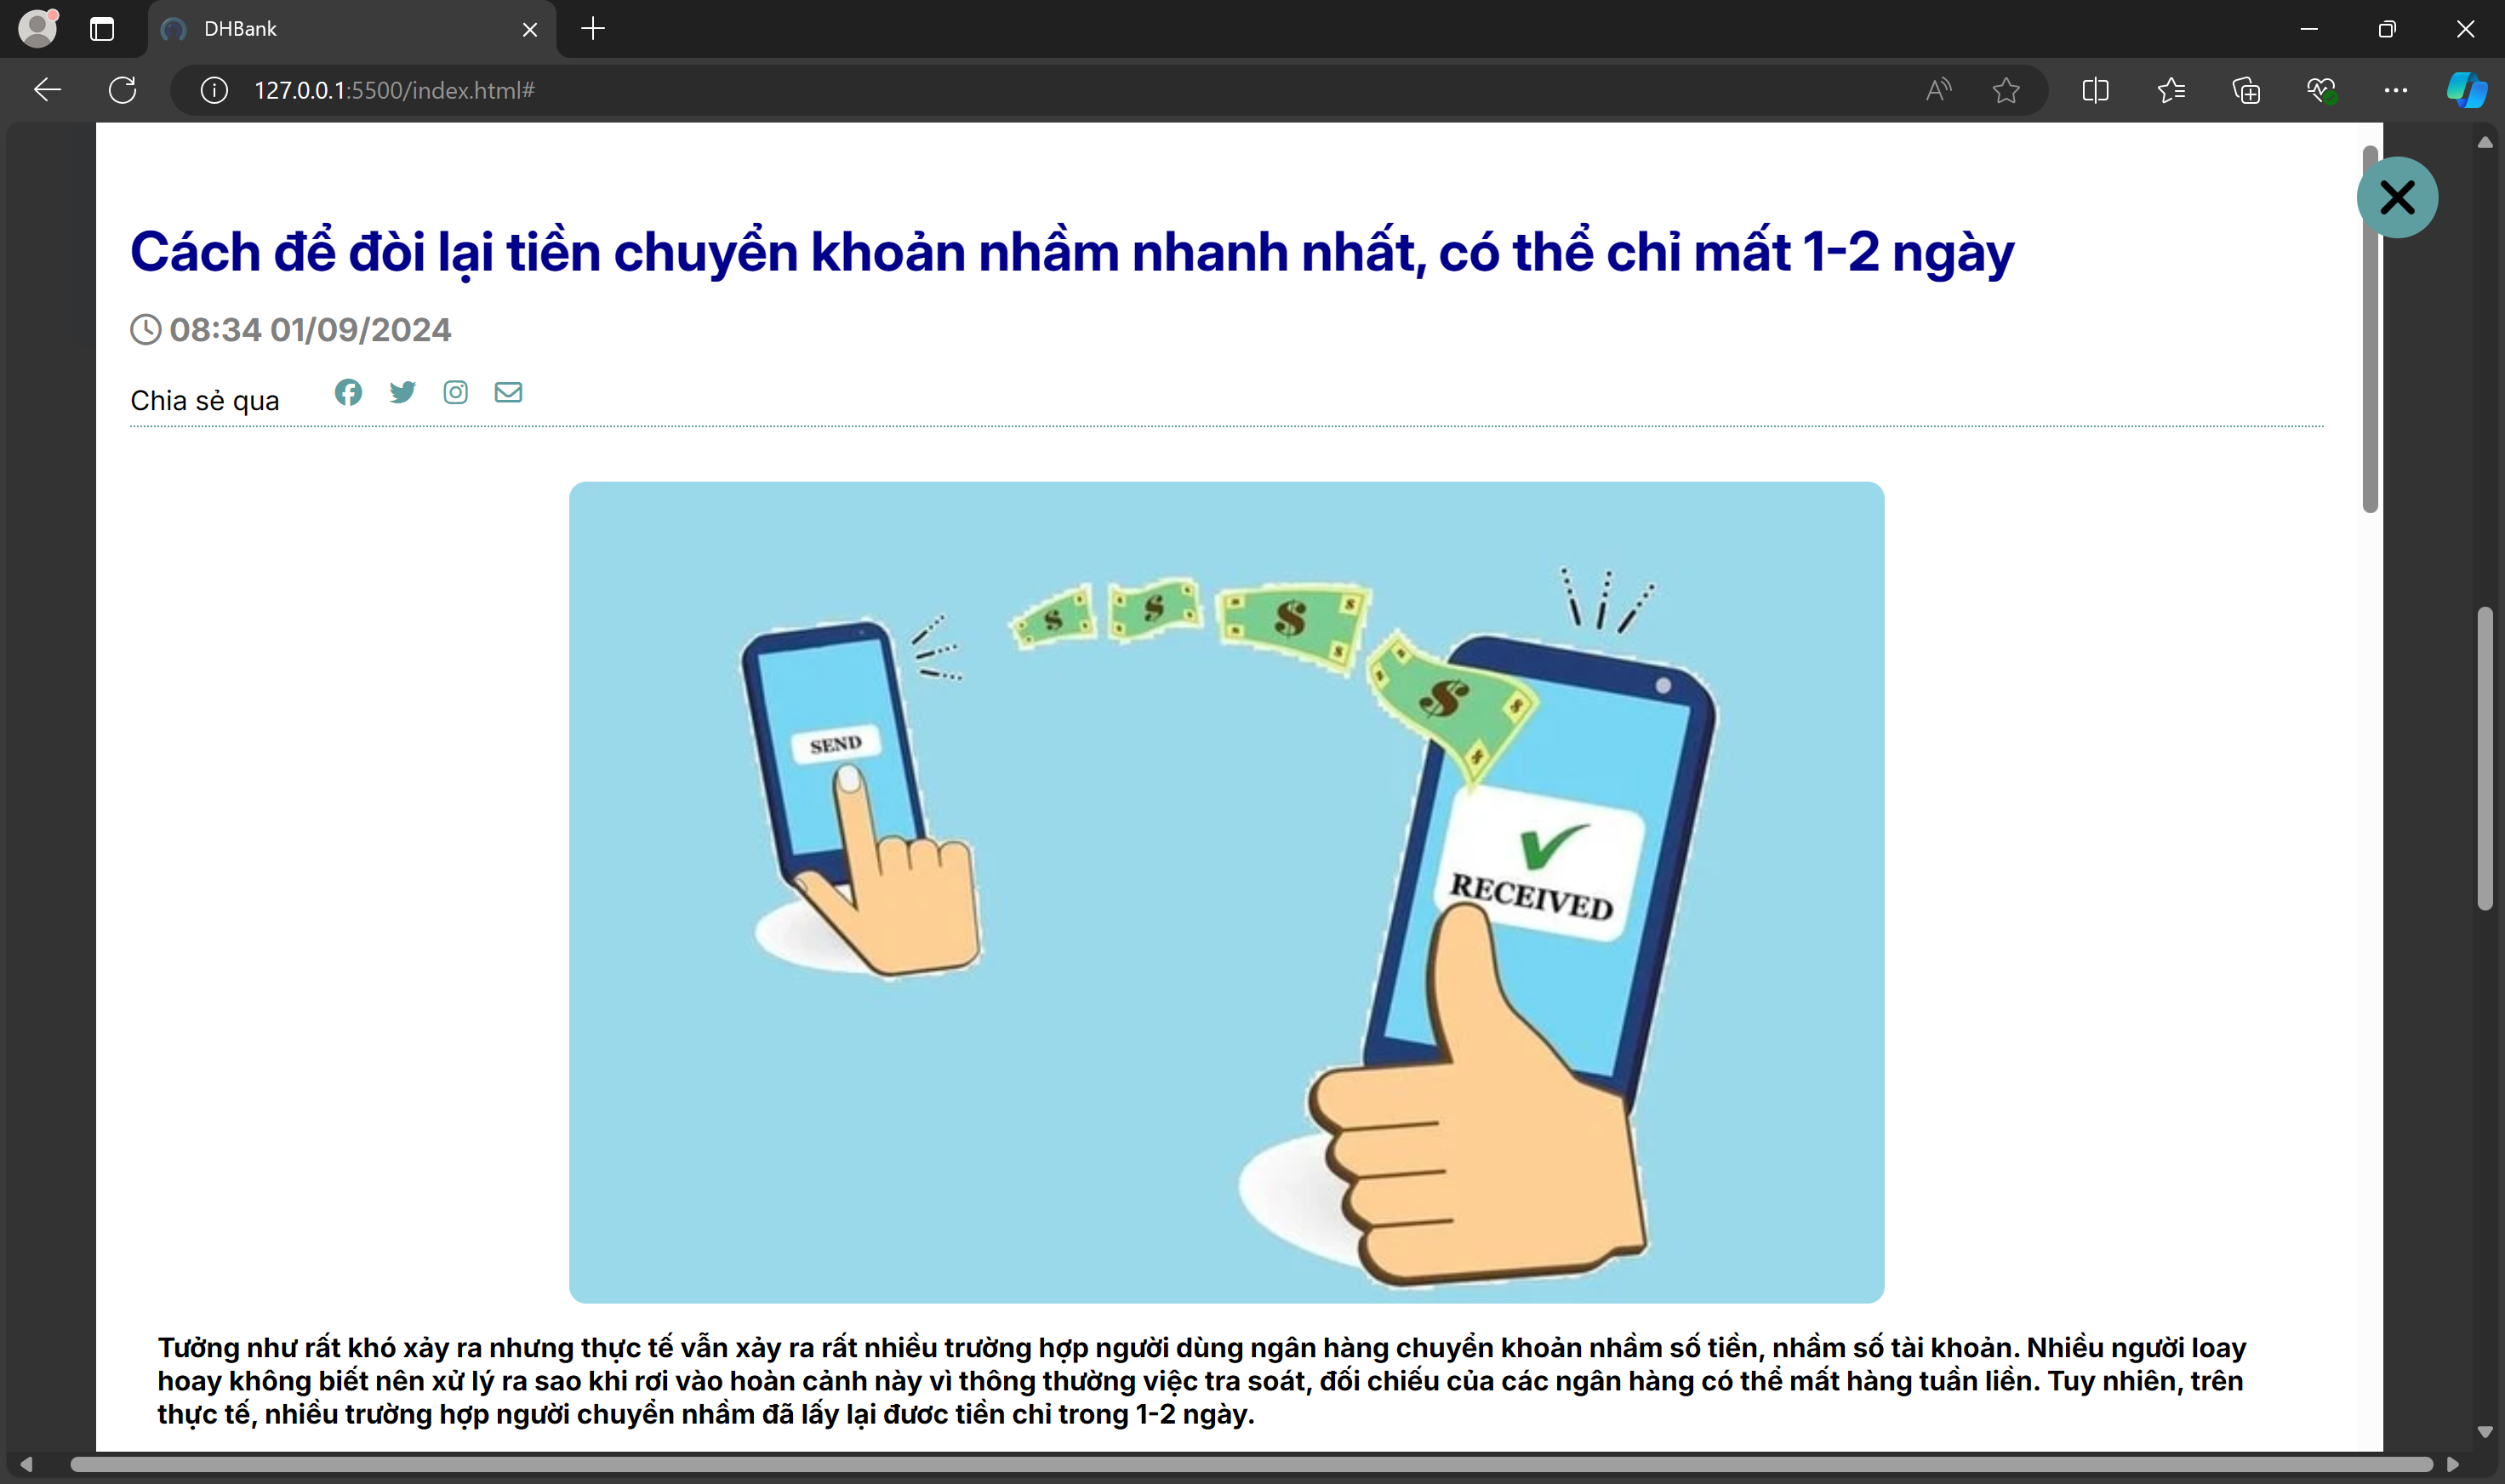 DHBank
127.0.0.1:5500/index.html#
Cách để đòi lại tiền chuyển khoản nhầm nhanh nhất, có thể chỉ mất 1-2 ngày
08:34 01/09/2024
Chia sẻ qua
SEND
RECEIVED
Tưởng như rất khó xảy ra nhưng thực tế vẫn xảy ra rất nhiều trường hợp người dùng ngân hàng chuyển khoản nhầm số tiền, nhầm số tài khoản. Nhiều người loay
hoay không biết nên xử lý ra sao khi rơi vào hoàn cảnh này vì thông thường việc tra soát, đối chiếu của các ngân hàng có thể mất hàng tuần liền. Tuy nhiên, trên
thực tế, nhiều trường hợp người chuyển nhầm đã lấy lại đươc tiền chỉ trong 1-2 ngày.